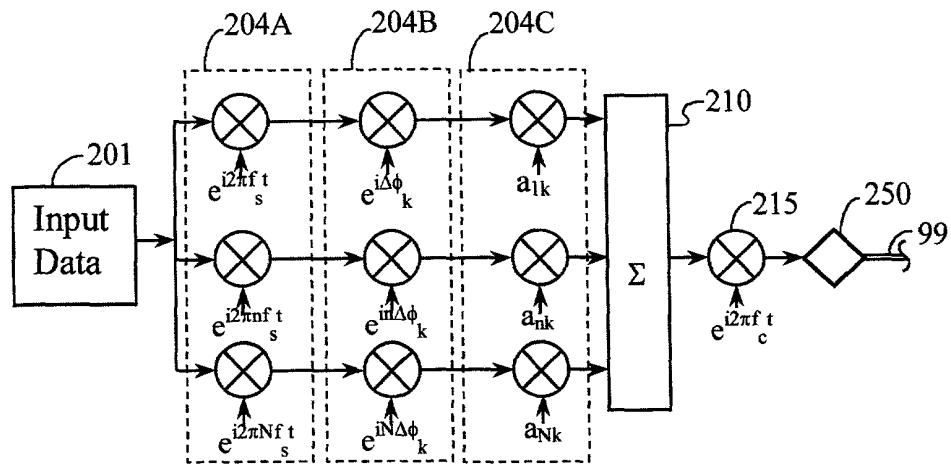 204A 204B 204C
210
201
Input
Data
e^{i2πf_s t} e^{iΔϕ_k} a_{1k}
215 250 99
Σ
e^{i2πnf_s t} e^{inΔϕ_k} a_{nk} e^{i2πf_c t}
e^{i2πNf_s t} e^{iNΔϕ_k} a_{Nk}